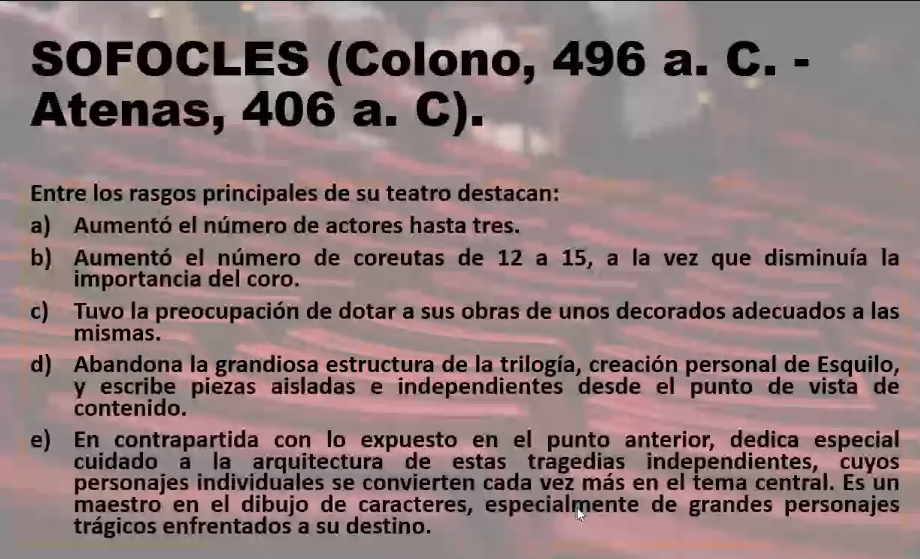 SOFOCLES (Colono, 496 a. C. -
Atenas, 406 a. C).
Entre los rasgos principales de su teatro destacan:
a) Aumentó el número de actores hasta tres.
b) Aumentó el número de coreutas de 12 a 15, a la vez que disminuía la
importancia del coro.
c) Tuvo la preocupación de dotar a sus obras de unos decorados adecuados a las
mismas.
d) Abandona la grandiosa estructura de la trilogía, creación personal de Esquilo,
y escribe piezas aisladas e independientes desde el punto de vista de
contenido.
e) En contrapartida con lo expuesto en el punto anterior, dedica especial
cuidado a la arquitectura de estas tragedias independientes, cuyos
personajes individuales se convierten cada vez más en el tema central. Es un
maestro en el dibujo de caracteres, especialmente de grandes personajes
trágicos enfrentados a su destino.